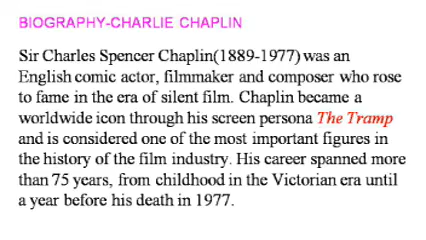 BIOGRAPHY-CHARLIE CHAPLIN
Sir Charles Spencer Chaplin(1889-1977) was an
English comic actor, filmmaker and composer who rose
to fame in the era of silent film. Chaplin became a
worldwide icon through his screen persona The Tramp
and is considered one of the most important figures in
the history of the film industry. His career spanned more
than 75 years, from childhood in the Victorian era until
a year before his death in 1977.